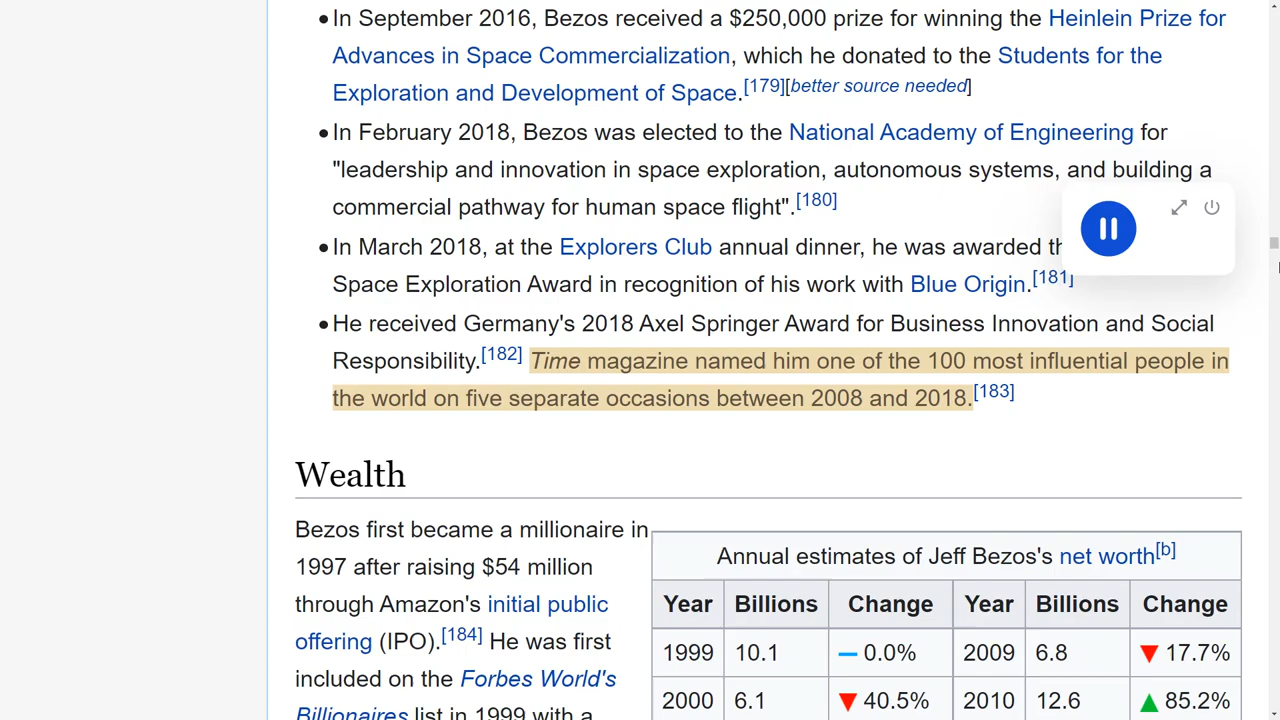 •In September 2016, Bezos received a $250,000 prize for winning the Heinlein Prize for
Advances in Space Commercialization, which he donated to the Students for the
Exploration and Development of Space.[179][better source needed]
•In February 2018, Bezos was elected to the National Academy of Engineering for
"leadership and innovation in space exploration, autonomous systems, and building a
commercial pathway for human space flight".[180]
•In March 2018, at the Explorers Club annual dinner, he was awarded
Space Exploration Award in recognition of his work with Blue Origin.[181]
•He received Germany's 2018 Axel Springer Award for Business Innovation and Social
Responsibility.[182] Time magazine named him one of the 100 most influential people in
the world on five separate occasions between 2008 and 2018.[183]
Wealth
Bezos first became a millionaire in
1997 after raising $54 million
through Amazon's initial public
offering (IPO).[184] He was first
included on the Forbes World's
Billionaires list in 1999 with a
Annual estimates of Jeff Bezos's net worth[b]
Year Billions Change Year Billions Change
1999 10.1 0.0% 2009 6.8 ▼ 17.7%
2000 6.1 ▼ 40.5% 2010 12.6 ▲ 85.2%